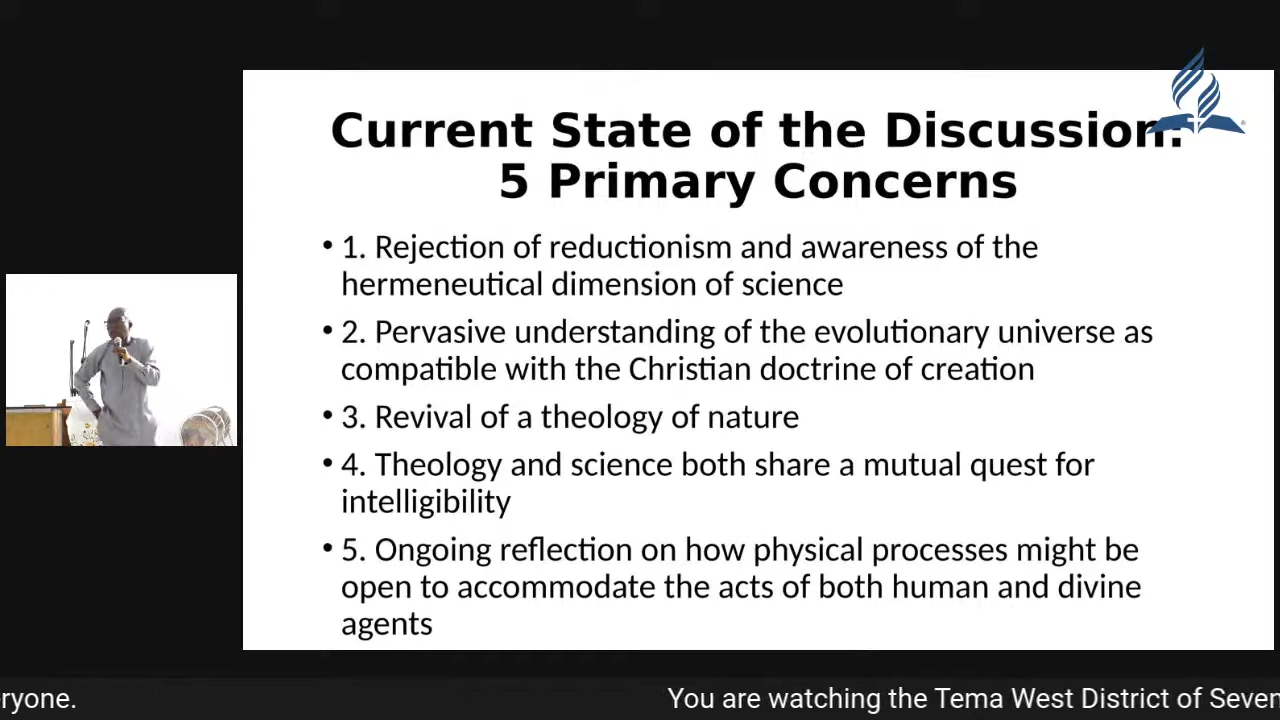 Current State of the Discussion:
5 Primary Concerns
• 1. Rejection of reductionism and awareness of the
hermeneutical dimension of science
• 2. Pervasive understanding of the evolutionary universe as
compatible with the Christian doctrine of creation
• 3. Revival of a theology of nature
• 4. Theology and science both share a mutual quest for
intelligibility
• 5. Ongoing reflection on how physical processes might be
open to accommodate the acts of both human and divine
agents
ryone. You are watching the Tema West District of Seven